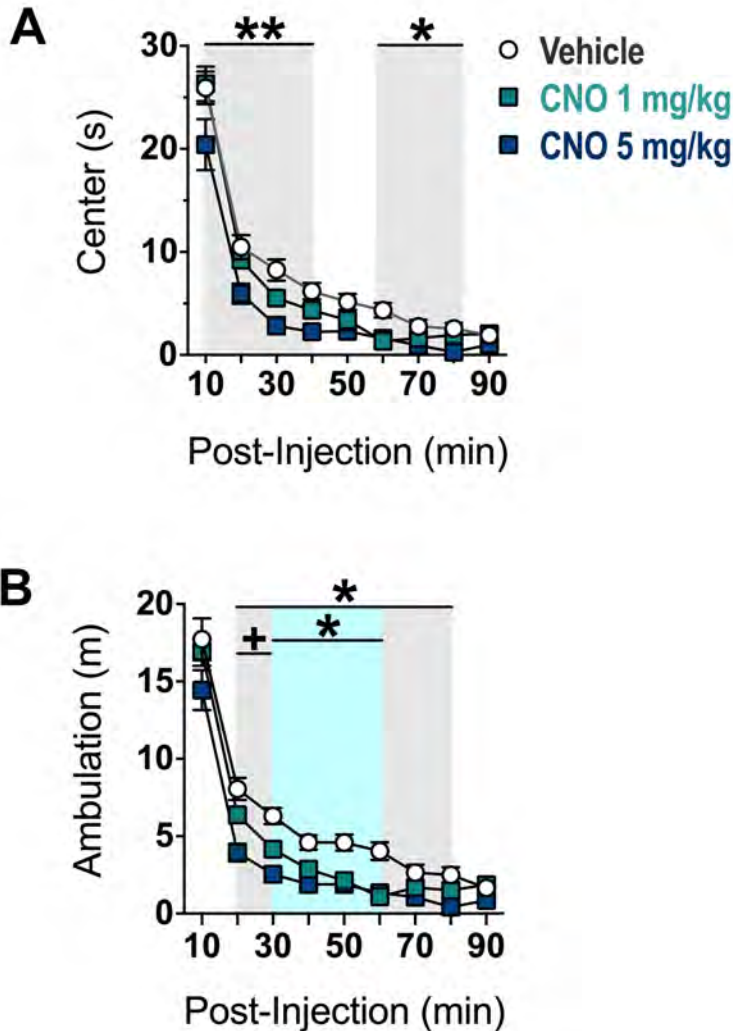 A
**
*
Vehicle
CNO 1 mg/kg
CNO 5 mg/kg
Center (s)
30
20
10
0
10 30 50 70 90
Post-Injection (min)
B
*
+ *
Ambulation (m)
20
15
10
5
0
10 30 50 70 90
Post-Injection (min)